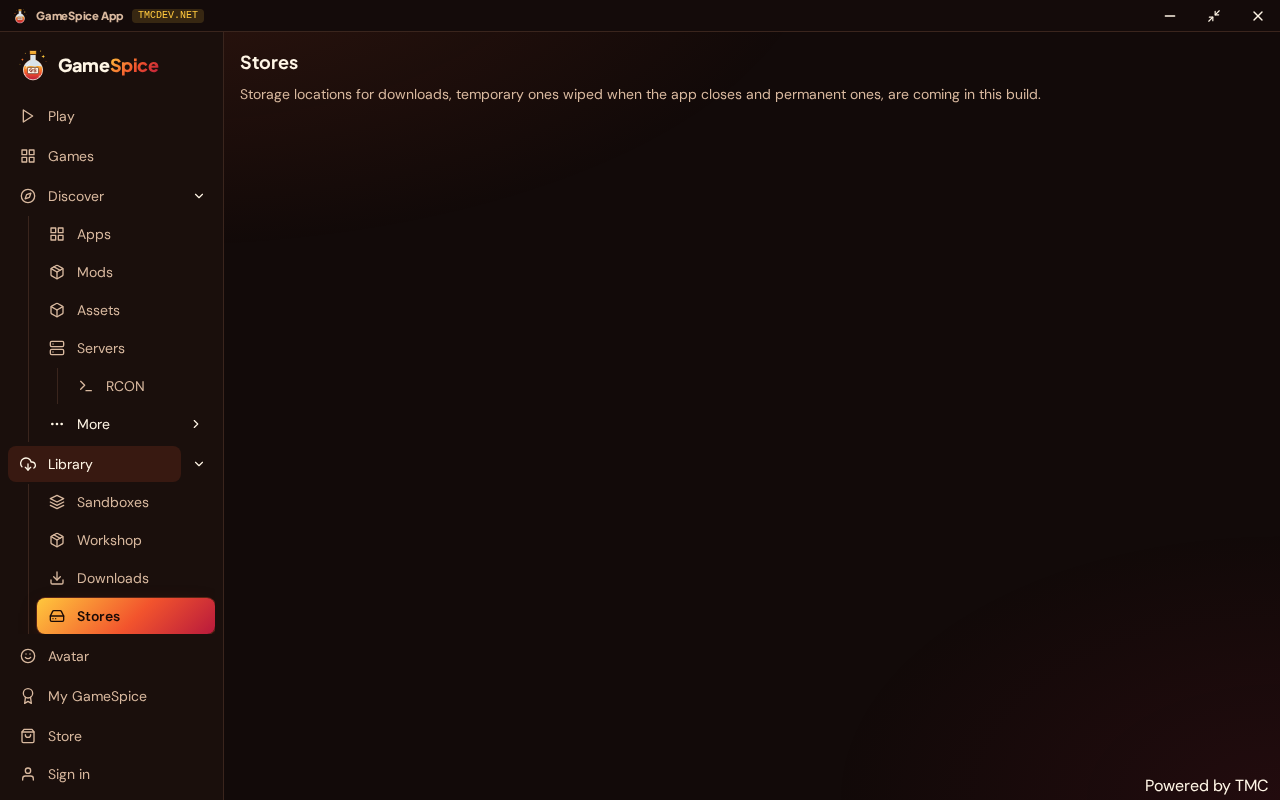 GameSpice App TMCDEV.NET
GameSpice
Play
Games
Discover
Apps
Mods
Assets
Servers
RCON
More
Library
Sandboxes
Workshop
Downloads
Stores
Avatar
My GameSpice
Store
Sign in
Stores
Storage locations for downloads, temporary ones wiped when the app closes and permanent ones, are coming in this build.
Powered by TMC